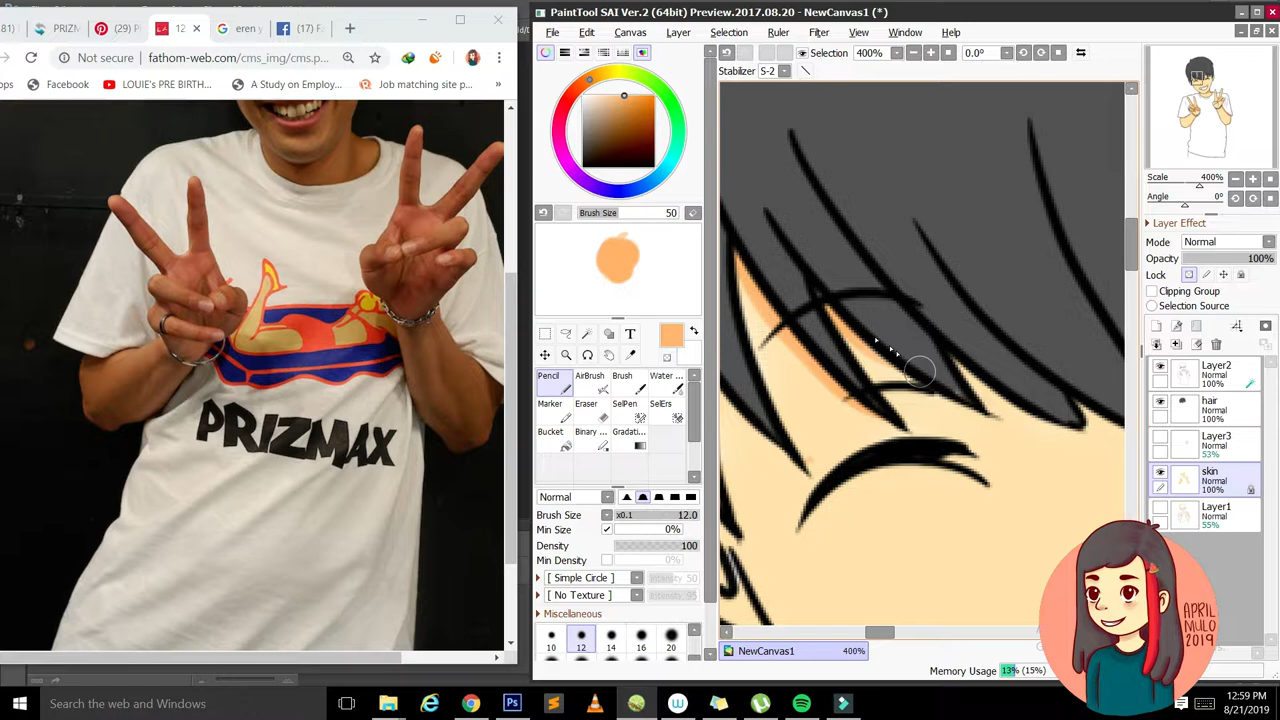 81)
PRIZM
(29) P
12
eren y
(17) F
Not secure
fathom-web.com/cms_img/cms.p...
Facebook
LOUIE'S PRE BIRTH...
A Study on Employ...
Job matching site p...
»
PRIZMAX
PaintTool SAI Ver.2 (64bit) Preview.2017.08.20 - NewCanvas1 (*)
File
Edit
Canvas
Layer
Selection
Ruler
Filter
View
Window
Help
Selection
400%
0.0°
Stabilizer
S-2
Brush Size
50
T
Pencil
AirBrush
Brush
Water ...
Marker
Eraser
SelPen
SelErs
Bucket
Binary ...
Gradati...
Normal
Brush Size
x0.1
12.0
Min Size
0%
Density
100
Min Density
0%
[ Simple Circle ]
Intensity
50
[ No Texture ]
Intensity
95
Miscellaneous
10
12
14
16
20
Scale
400%
Angle
0°
Layer Effect
Mode
Normal
Opacity
100%
Lock
Clipping Group
Selection Source
Layer2
Normal
100%
hair
Normal
100%
Layer3
Normal
53%
skin
Normal
100%
Layer1
Normal
55%
NewCanvas1
400%
Memory Usage
13% (15%)
APRIL
MULO
2019
Search the web and Windows
12:59 PM
8/21/2019